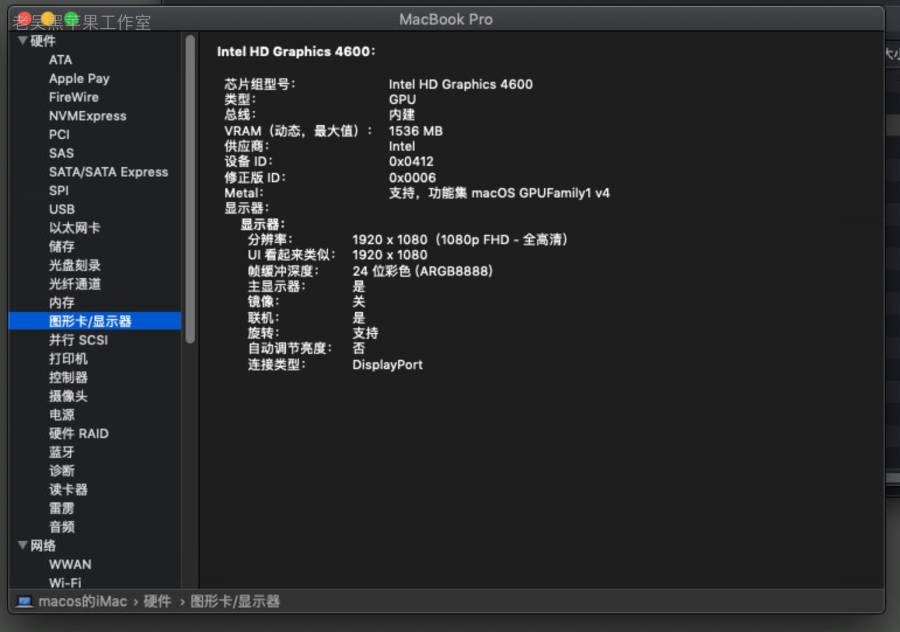 老吴黑苹果工作室
MacBook Pro
硬件
ATA
Apple Pay
FireWire
NVMExpress
PCI
SAS
SATA/SATA Express
SPI
USB
以太网卡
储存
光盘刻录
光纤通道
内存
图形卡/显示器
并行 SCSI
打印机
控制器
摄像头
电源
硬件 RAID
蓝牙
诊断
读卡器
雷雳
音频
网络
WWAN
Wi-Fi
Intel HD Graphics 4600：
芯片组型号： Intel HD Graphics 4600
类型： GPU
总线： 内建
VRAM（动态，最大值）： 1536 MB
供应商： Intel
设备 ID： 0x0412
修正版 ID： 0x0006
Metal： 支持，功能集 macOS GPUFamily1 v4
显示器：
显示器：
分辨率： 1920 x 1080（1080p FHD - 全高清）
UI 看起来类似： 1920 x 1080
帧缓冲深度： 24 位彩色 (ARGB8888)
主显示器： 是
镜像： 关
联机： 是
旋转： 支持
自动调节亮度： 否
连接类型： DisplayPort
大小
macos的iMac › 硬件 › 图形卡/显示器